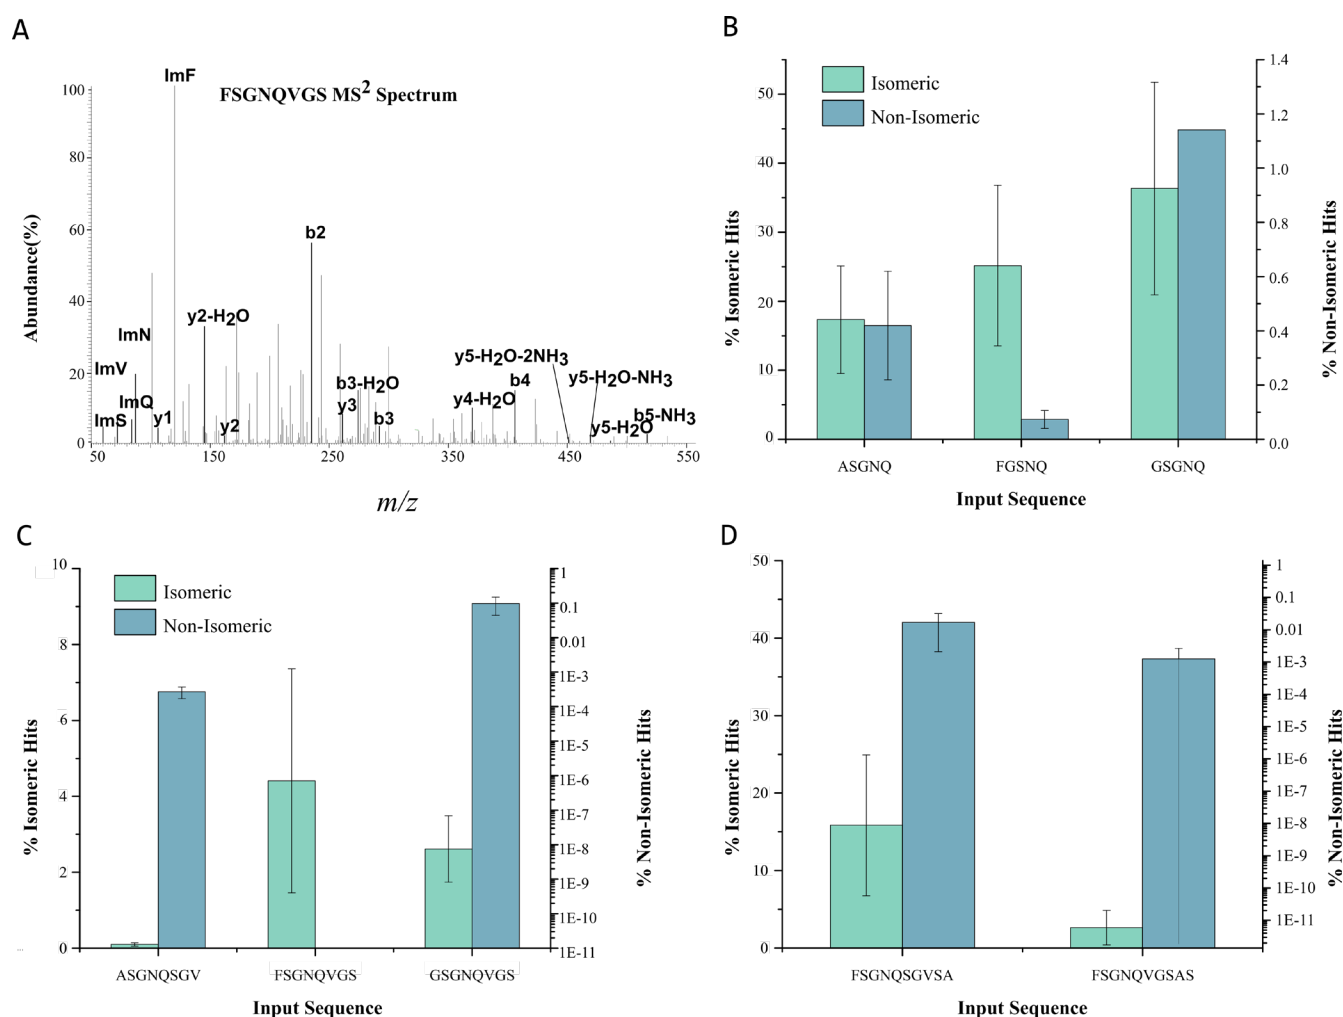 A
FSGNQVGS MS2 Spectrum
Abundance(%)
100
80
60
40
20
0
ImF
b2
y2-H2O
ImN
ImV
ImQ
ImS
y1
y2
b3-H2O
y3
b3
y5-H2O-2NH3
b4
y4-H2O
y5-H2O-NH3
b5-NH3
y5-H2O
50 150 250 350 450 550
m/z
B
Isomeric
Non-Isomeric
% Isomeric Hits
50
40
30
20
10
0
% Non-Isomeric Hits
1.4
1.2
1.0
0.8
0.6
0.4
0.2
0.0
ASGNQ FGSNQ GSGNQ
Input Sequence
C
Isomeric
Non-Isomeric
% Isomeric Hits
10
8
6
4
2
0
% Non-Isomeric Hits
1
0.1
0.01
1E-3
1E-4
1E-5
1E-6
1E-7
1E-8
1E-9
1E-10
1E-11
ASGNQSGV FSGNQVGS GSGNQVGS
Input Sequence
D
% Isomeric Hits
50
40
30
20
10
0
% Non-Isomeric Hits
1
0.1
0.01
1E-3
1E-4
1E-5
1E-6
1E-7
1E-8
1E-9
1E-10
1E-11
FSGNQSGVSA FSGNQVGSAS
Input Sequence